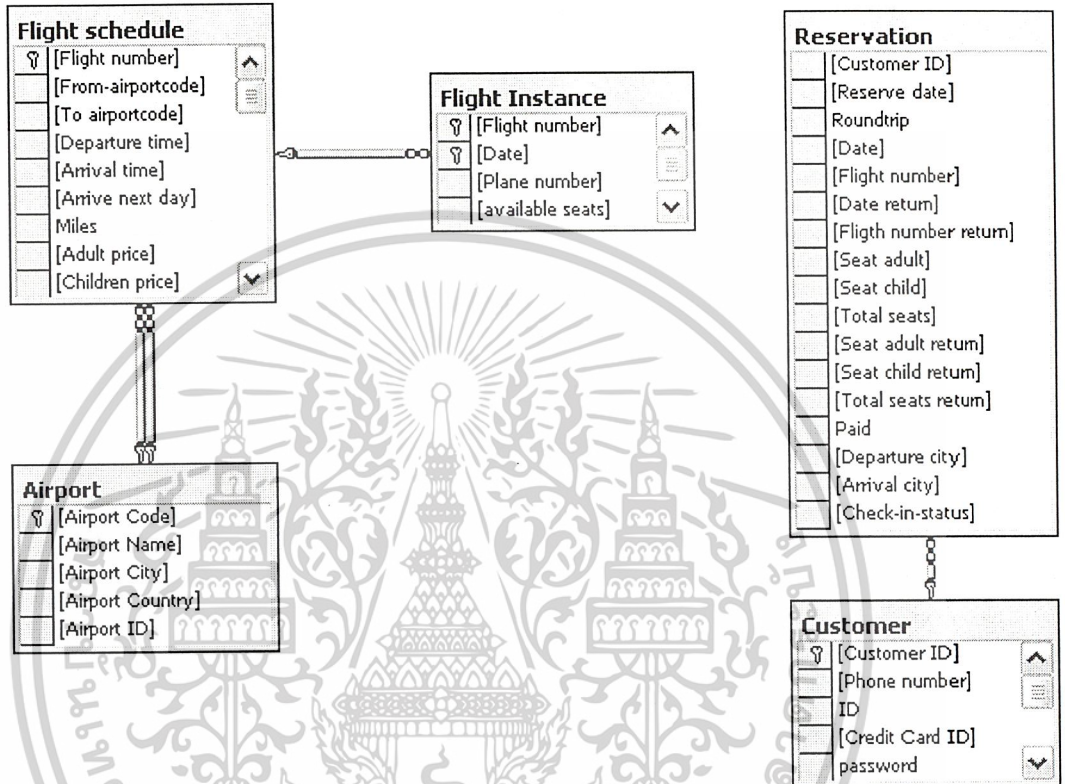 Flight schedule
[Flight number]
[From-airportcode]
[To airportcode]
[Departure time]
[Arrival time]
[Arrive next day]
Miles
[Adult price]
[Children price]
Flight Instance
[Flight number]
[Date]
[Plane number]
[available seats]
Reservation
[Customer ID]
[Reserve date]
Roundtrip
[Date]
[Flight number]
[Date return]
[Fligth number return]
[Seat adult]
[Seat child]
[Total seats]
[Seat adult return]
[Seat child return]
[Total seats return]
Paid
[Departure city]
[Arrival city]
[Check-in-status]
Airport
[Airport Code]
[Airport Name]
[Airport City]
[Airport Country]
[Airport ID]
Customer
[Customer ID]
[Phone number]
ID
[Credit Card ID]
password